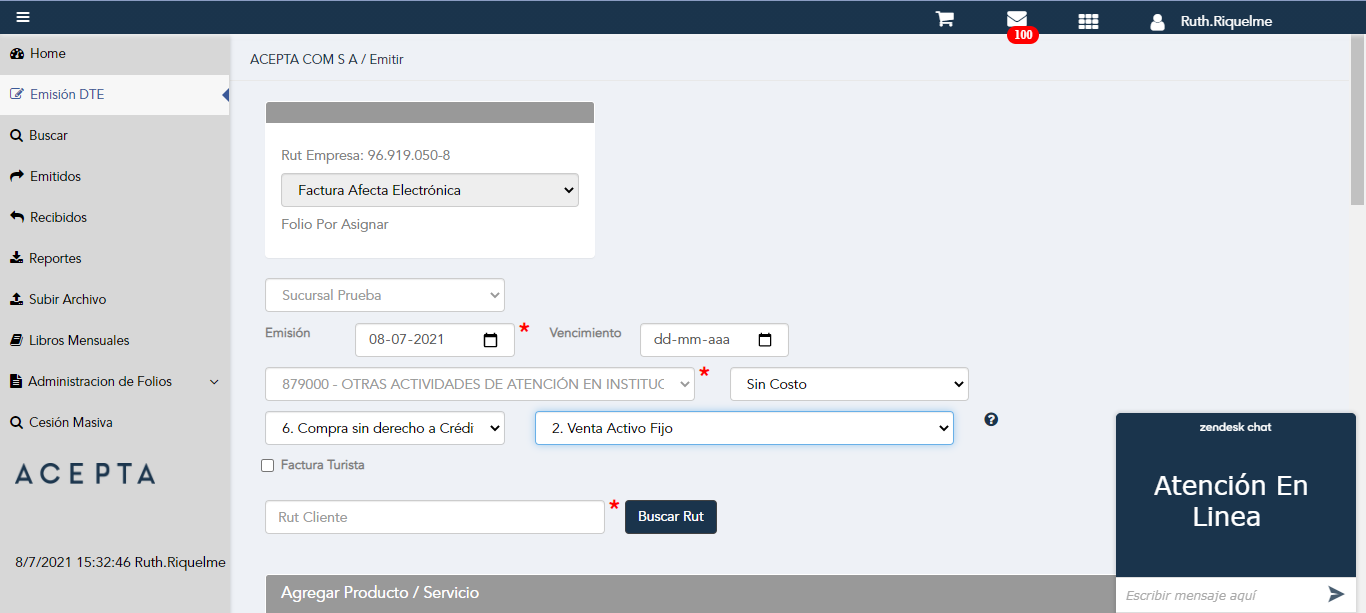 Ruth.Riquelme
100
Home
Emisión DTE
Buscar
Emitidos
Recibidos
Reportes
Subir Archivo
Libros Mensuales
Administracion de Folios
Cesión Masiva
ACEPTA
8/7/2021 15:32:46 Ruth.Riquelme
ACEPTA COM S A / Emitir
Rut Empresa: 96.919.050-8
Factura Afecta Electrónica
Folio Por Asignar
Sucursal Prueba
Emisión 08-07-2021 * Vencimiento dd-mm-aaa
879000 - OTRAS ACTIVIDADES DE ATENCIÓN EN INSTITUC * Sin Costo
6. Compra sin derecho a Crédi 2. Venta Activo Fijo ?
Factura Turista
Rut Cliente * Buscar Rut
Agregar Producto / Servicio
zendesk chat
Atención En
Linea
Escribir mensaje aquí